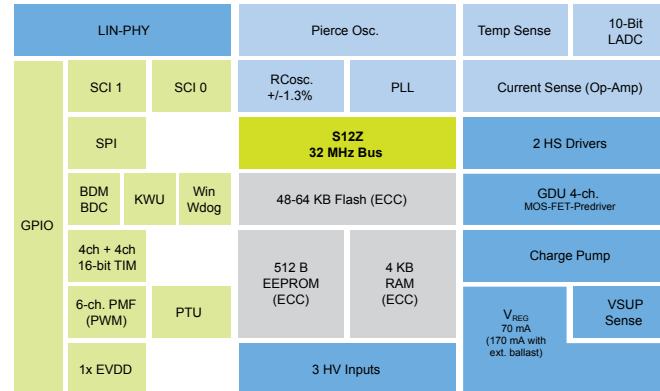 LIN-PHY
Pierce Osc.
Temp Sense
10-Bit
LADC
GPIO
SCI 1
SCI 0
RCosc.
+/-1.3%
PLL
Current Sense (Op-Amp)
SPI
S12Z
32 MHz Bus
2 HS Drivers
BDM
BDC
KWU
Win
Wdog
48-64 KB Flash (ECC)
GDU 4-ch.
MOS-FET-Predriver
4ch + 4ch
16-bit TIM
512 B
EEPROM
(ECC)
4 KB
RAM
(ECC)
Charge Pump
6-ch. PMF
(PWM)
PTU
VREG
70 mA
(170 mA with
ext. ballast)
VSUP
Sense
1x EVDD
3 HV Inputs